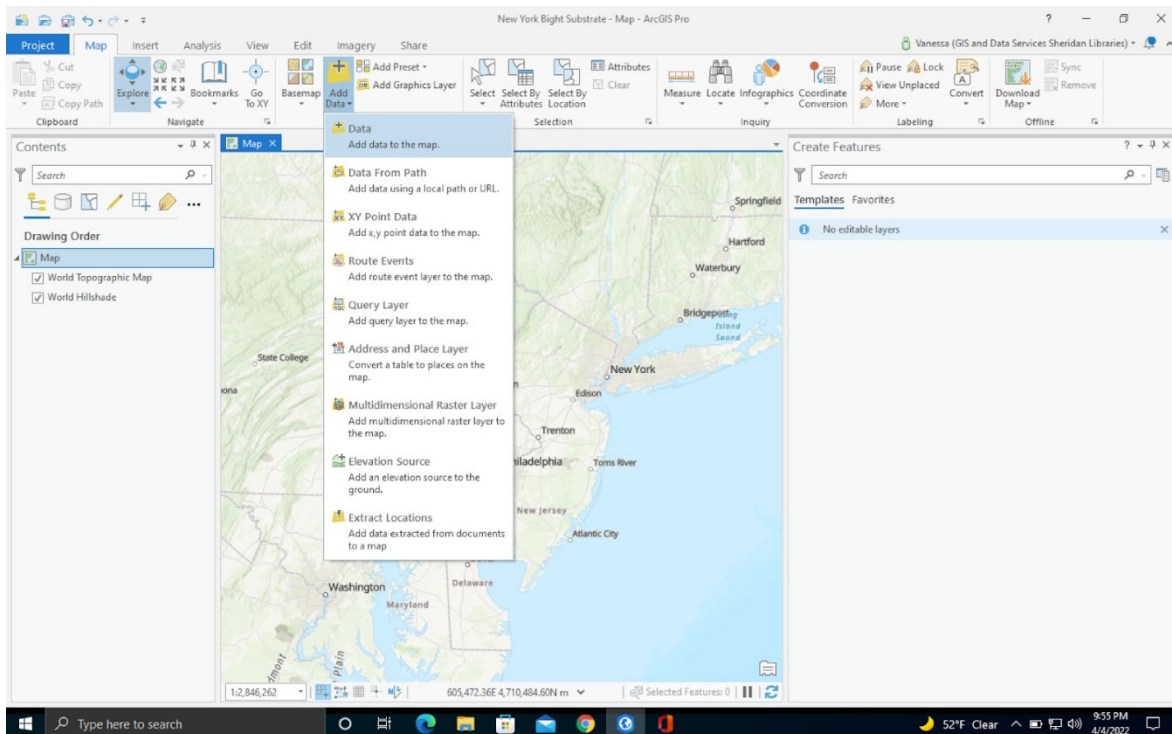 New York Bight Substrate - Map - ArcGIS Pro
?
Project Map Insert Analysis View Edit Imagery Share
Vanessa (GIS and Data Services Sheridan Libraries)
Paste
Cut
Copy
Copy Path
Clipboard
Explore
Bookmarks
Go To XY
Navigate
Basemap
Add Data
Add Preset
Add Graphics Layer
Select
Select By Attributes
Select By Location
Attributes
Clear
Selection
Measure
Locate
Infographics
Coordinate Conversion
Inquiry
Pause
Lock
View Unplaced
More
Convert
Labeling
Download Map
Sync
Remove
Offline
Contents
Search
Drawing Order
Map
World Topographic Map
World Hillshade
Map
Data
Add data to the map.
Data From Path
Add data using a local path or URL.
XY Point Data
Add x,y point data to the map.
Route Events
Add route event layer to the map.
Query Layer
Add query layer to the map.
Address and Place Layer
Convert a table to places on the
map.
Multidimensional Raster Layer
Add multidimensional raster layer to
the map.
Elevation Source
Add an elevation source to the
ground.
Extract Locations
Add data extracted from documents
to a map
Springfield
Hartford
Waterbury
Bridgeport
Island
Sound
State College
ona
New York
Edison
Trenton
iladelphia
Toms River
New Jersey
Atlantic City
Washington
Delaware
Maryland
Plain
1:2,846,262
605,472.36E 4,710,484.60N m
Selected Features: 0
Create Features
?
Search
Templates Favorites
No editable layers
Type here to search
52°F Clear
9:55 PM
4/4/2022